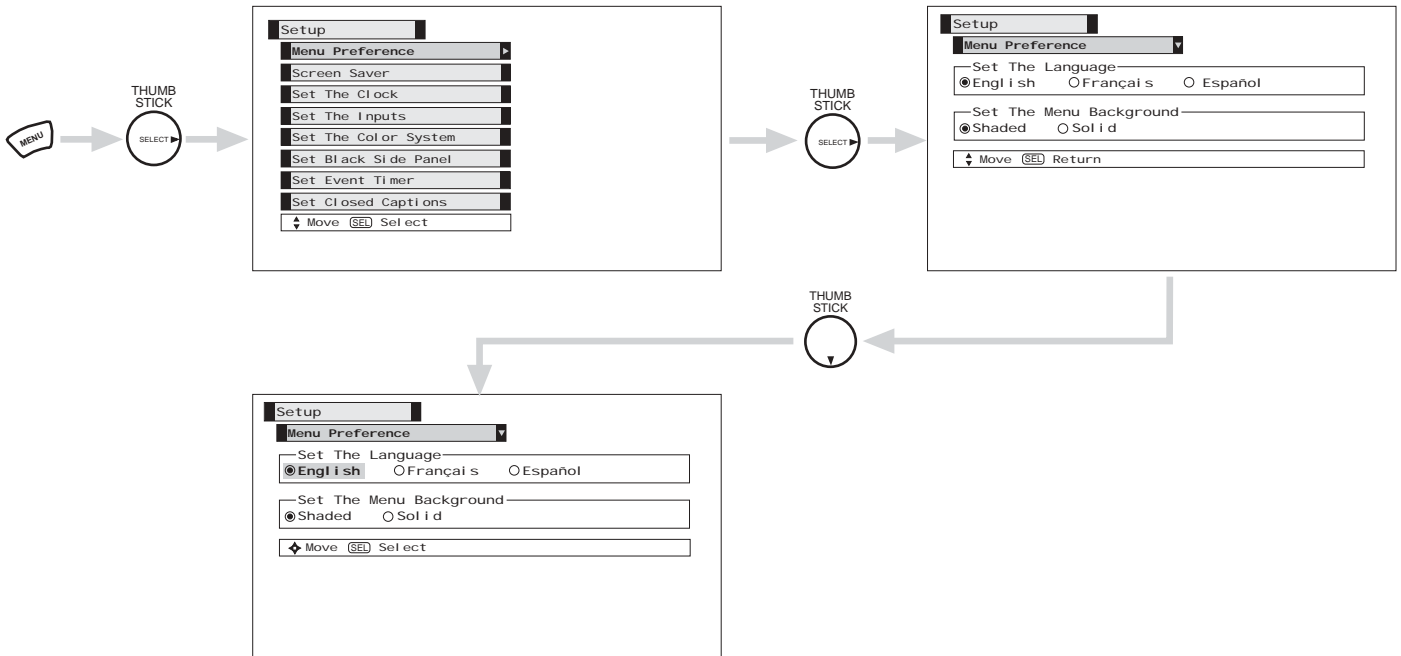 MENU
THUMB
STICK
SELECT
Setup
Menu Preference
Screen Saver
Set The Clock
Set The Inputs
Set The Color System
Set Black Side Panel
Set Event Timer
Set Closed Captions
Move SEL Select
THUMB
STICK
SELECT
Setup
Menu Preference
Set The Language
English Français Español
Set The Menu Background
Shaded Solid
Move SEL Return
THUMB
STICK
Setup
Menu Preference
Set The Language
English Français Español
Set The Menu Background
Shaded Solid
Move SEL Select